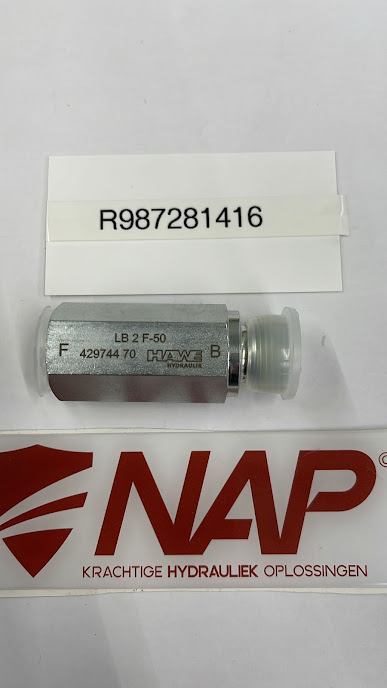 R987281416
LB 2 F-50
F 429744 70 HAWE B
HYDRAULIK
©
NAP
KRACHTIGE HYDRAULIEK OPLOSSINGEN